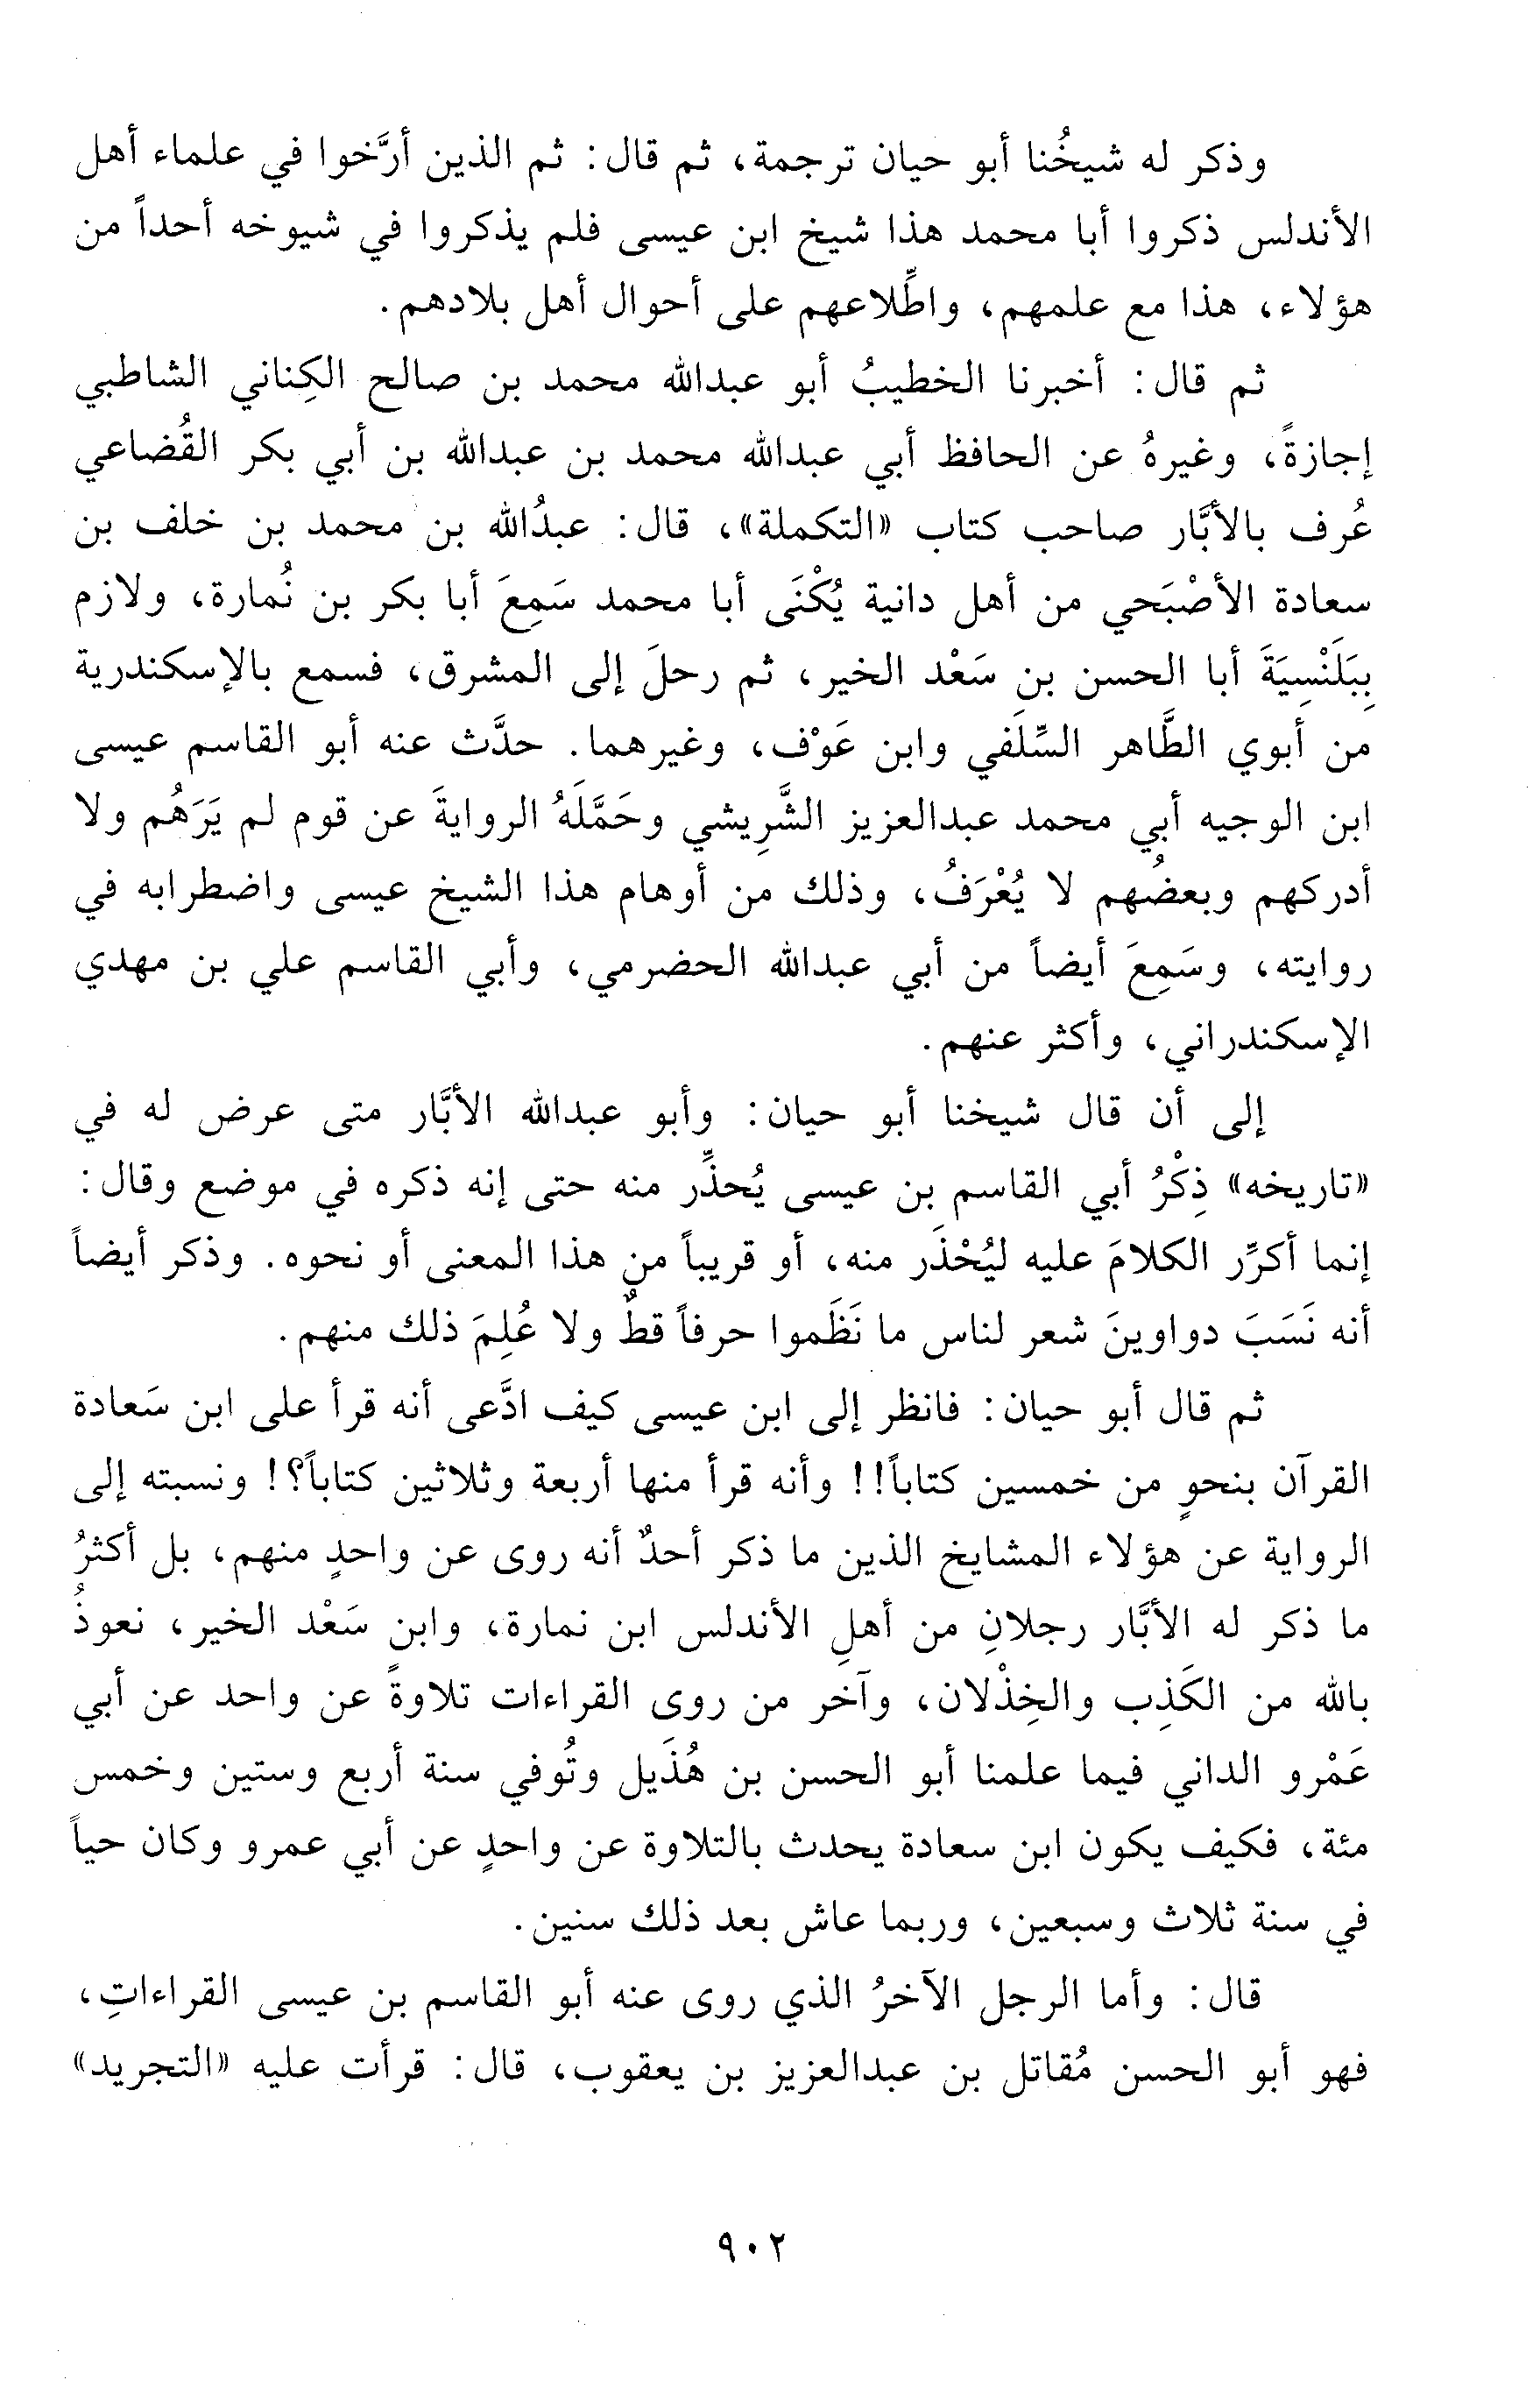 وذكر له شيخُنا أبو حيان ترجمة، ثم قال: ثم الذين أرَّخوا في علماء أهل
الأندلس ذكروا أبا محمد هذا شيخ ابن عيسى فلم يذكروا في شيوخه أحداً من
هؤلاء، هذا مع علمهم، واطِّلاعهم على أحوال أهل بلادهم.
ثم قال: أخبرنا الخطيبُ أبو عبدالله محمد بن صالح الكِناني الشاطبي
إجازةً، وغيرهُ عن الحافظ أبي عبدالله محمد بن عبدالله بن أبي بكر القُضاعي
عُرف بالأبَّار صاحب كتاب «التكملة»، قال: عبدُالله بن محمد بن خلف بن
سعادة الأصْبَحي من أهل دانية يُكْنَى أبا محمد سَمِعَ أبا بكر بن نُمارة، ولازم
بِبَلَنْسِيَةَ أبا الحسن بن سَعْد الخير، ثم رحلَ إلى المشرق، فسمع بالإسكندرية
من أبوي الطَّاهر السِّلَفي وابن عَوْف، وغيرهما. حدَّث عنه أبو القاسم عيسى
ابن الوجيه أبي محمد عبدالعزيز الشَّرِيشي وحَمَّلَهُ الروايةَ عن قوم لم يَرَهُم ولا
أدركهم وبعضُهم لا يُعْرَفُ، وذلك من أوهام هذا الشيخ عيسى واضطرابه في
روايته، وسَمِعَ أيضاً من أبي عبدالله الحضرمي، وأبي القاسم علي بن مهدي
الإسكندراني، وأكثر عنهم.
إلى أن قال شيخنا أبو حيان: وأبو عبدالله الأبَّار متى عرض له في
«تاريخه» ذِكْرُ أبي القاسم بن عيسى يُحذِّر منه حتى إنه ذكره في موضع وقال:
إنما أكرِّر الكلامَ عليه ليُحْذَر منه، أو قريباً من هذا المعنى أو نحوه. وذكر أيضاً
أنه نَسَبَ دواوينَ شعر لناس ما نَظَموا حرفاً قطٌ ولا عُلِمَ ذلك منهم.
ثم قال أبو حيان: فانظر إلى ابن عيسى كيف ادَّعى أنه قرأ على ابن سَعادة
القرآن بنحوٍ من خمسين كتاباً!! وأنه قرأ منها أربعة وثلاثين كتاباً؟! ونسبته إلى
الرواية عن هؤلاء المشايخ الذين ما ذكر أحدٌ أنه روى عن واحدٍ منهم، بل أكثرُ
ما ذكر له الأبَّار رجلانِ من أهلِ الأندلس ابن نمارة، وابن سَعْد الخير، نعوذُ
بالله من الكَذِب والخِذْلان، وآخر من روى القراءات تلاوةً عن واحد عن أبي
عَمْرو الداني فيما علمنا أبو الحسن بن هُذَيل وتُوفي سنة أربع وستين وخمس
مئة، فكيف يكون ابن سعادة يحدث بالتلاوة عن واحدٍ عن أبي عمرو وكان حياً
في سنة ثلاث وسبعين، وربما عاش بعد ذلك سنين.
قال: وأما الرجل الآخرُ الذي روى عنه أبو القاسم بن عيسى القراءاتِ،
فهو أبو الحسن مُقاتل بن عبدالعزيز بن يعقوب، قال: قرأت عليه «التجريد»
٩٠٢